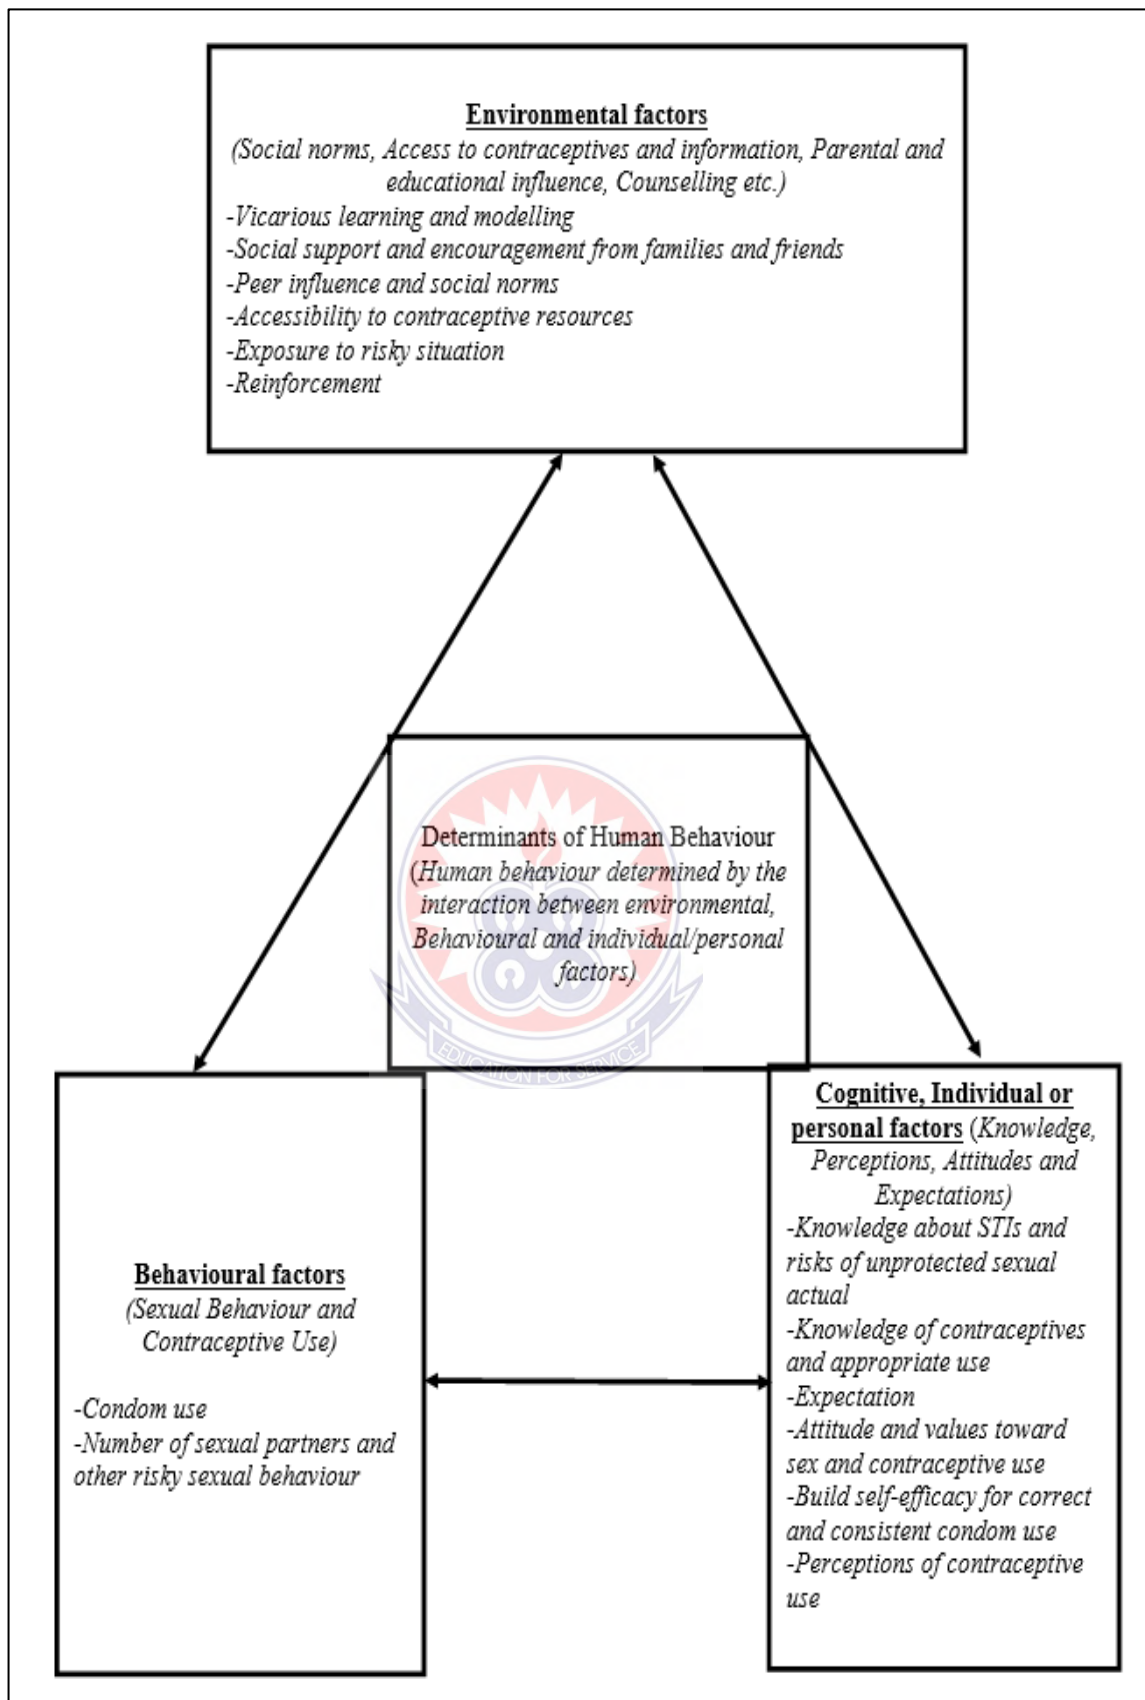 Environmental factors
(Social norms, Access to contraceptives and information, Parental and
educational influence, Counselling etc.)
-Vicarious learning and modelling
-Social support and encouragement from families and friends
-Peer influence and social norms
-Accessibility to contraceptive resources
-Exposure to risky situation
-Reinforcement
Determinants of Human Behaviour
(Human behaviour determined by the
interaction between environmental,
Behavioural and individual/personal
factors)
EDUCATION FOR SERVICE
Behavioural factors
(Sexual Behaviour and
Contraceptive Use)
-Condom use
-Number of sexual partners and
other risky sexual behaviour
Cognitive, Individual or
personal factors (Knowledge,
Perceptions, Attitudes and
Expectations)
-Knowledge about STIs and
risks of unprotected sexual
actual
-Knowledge of contraceptives
and appropriate use
-Expectation
-Attitude and values toward
sex and contraceptive use
-Build self-efficacy for correct
and consistent condom use
-Perceptions of contraceptive
use